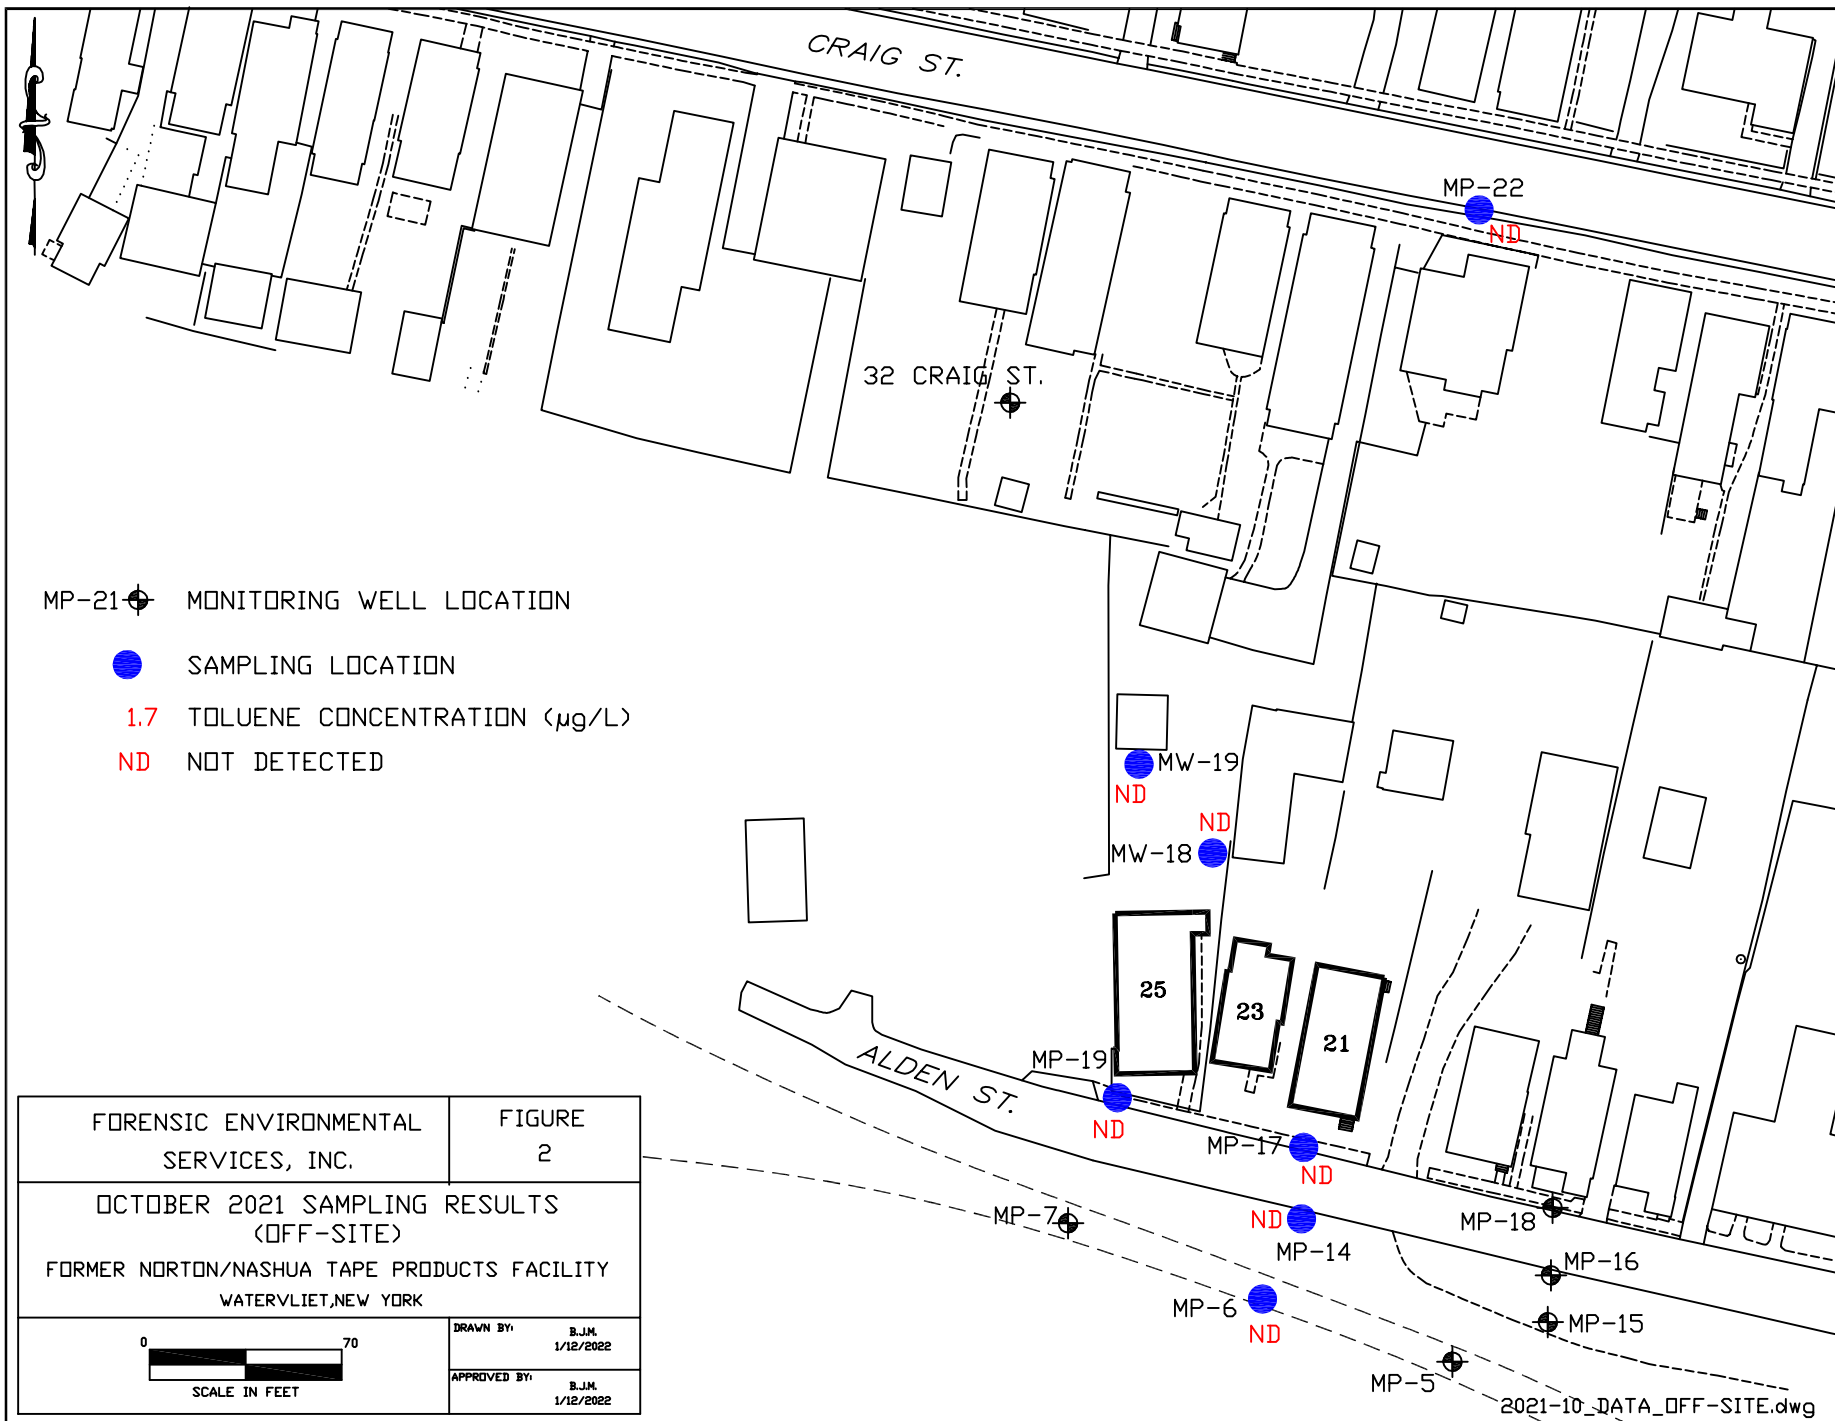 CRAIG ST.
MP-22
ND
32 CRAIG ST.
MP-21 MONITORING WELL LOCATION
SAMPLING LOCATION
1.7 TOLUENE CONCENTRATION (µg/L)
ND NOT DETECTED
MW-19
ND
ND
MW-18
25
23
21
ALDEN ST.
MP-19
ND
MP-17
ND
MP-7
ND
MP-14
MP-18
MP-16
MP-6
ND
MP-15
MP-5
2021-10_DATA_OFF-SITE.dwg
FORENSIC ENVIRONMENTAL
SERVICES, INC.
FIGURE
2
OCTOBER 2021 SAMPLING RESULTS
(OFF-SITE)
FORMER NORTON/NASHUA TAPE PRODUCTS FACILITY
WATERVLIET,NEW YORK
0 70
SCALE IN FEET
DRAWN BY:
B.J.M.
1/12/2022
APPROVED BY:
B.J.M.
1/12/2022